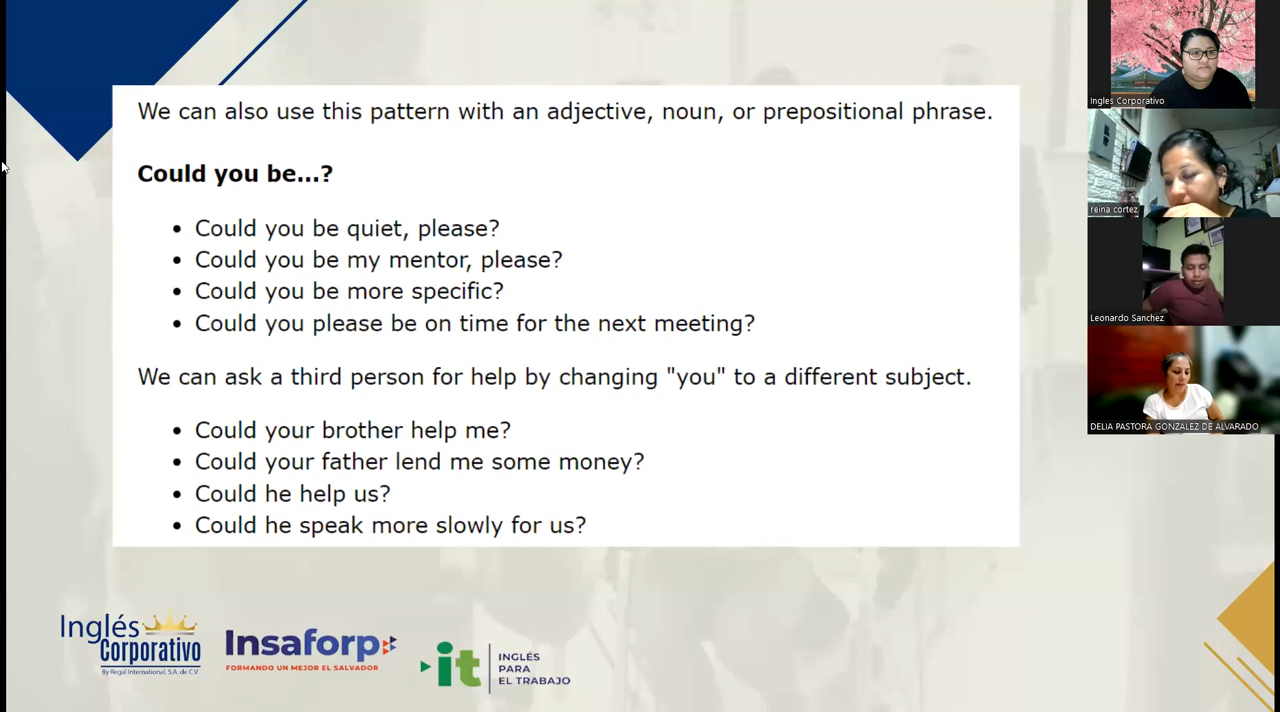 We can also use this pattern with an adjective, noun, or prepositional phrase.
Could you be...?
• Could you be quiet, please?
• Could you be my mentor, please?
• Could you be more specific?
• Could you please be on time for the next meeting?
We can ask a third person for help by changing "you" to a different subject.
• Could your brother help me?
• Could your father lend me some money?
• Could he help us?
• Could he speak more slowly for us?
Inglés
Corporativo
By Regal International, S.A. de C.V.
Insaforp
FORMANDO UN MEJOR EL SALVADOR
it
INGLÉS
PARA
EL TRABAJO
Ingles Corporativo
reina cortez
Leonardo Sanchez
DELIA PASTORA GONZALEZ DE ALVARADO